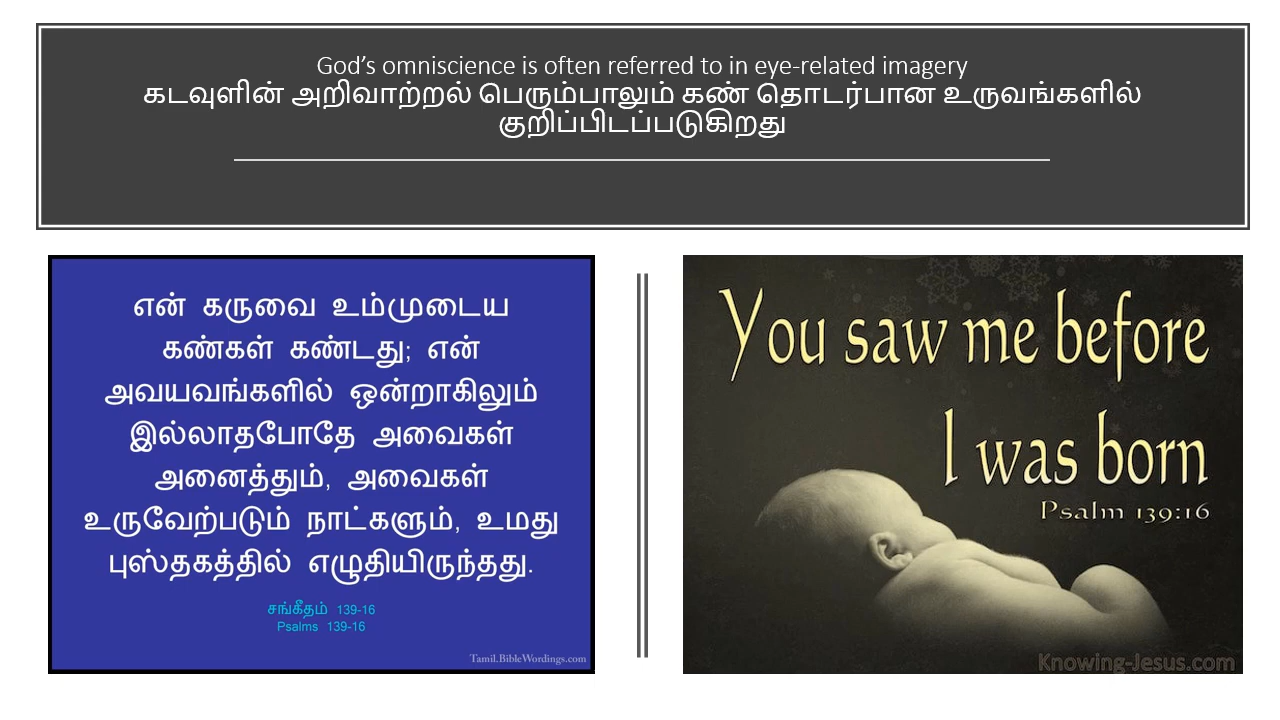 God’s omniscience is often referred to in eye-related imagery
கடவுளின் அறிவாற்றல் பெரும்பாலும் கண் தொடர்பான உருவங்களில்
குறிப்பிடப்படுகிறது
என் கருவை உம்முடைய
கண்கள் கண்டது; என்
அவயவங்களில் ஒன்றாகிலும்
இல்லாதபோதே அவைகள்
அனைத்தும், அவைகள்
உருவேற்படும் நாட்களும், உமது
புஸ்தகத்தில் எழுதியிருந்தது.
சங்கீதம் 139-16
Psalms 139-16
Tamil.BibleWordings.com
You saw me before
I was born
Psalm 139:16
Knowing-Jesus.com